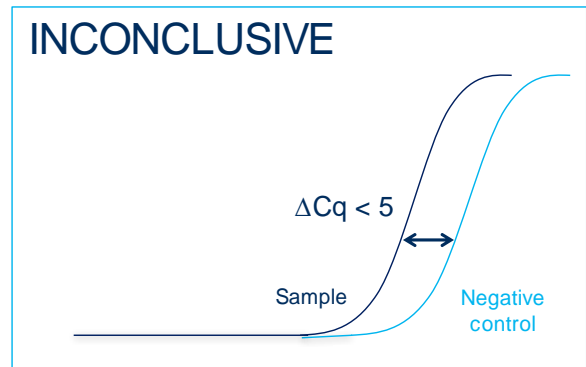 INCONCLUSIVE
ΔCq < 5
Sample
Negative
control